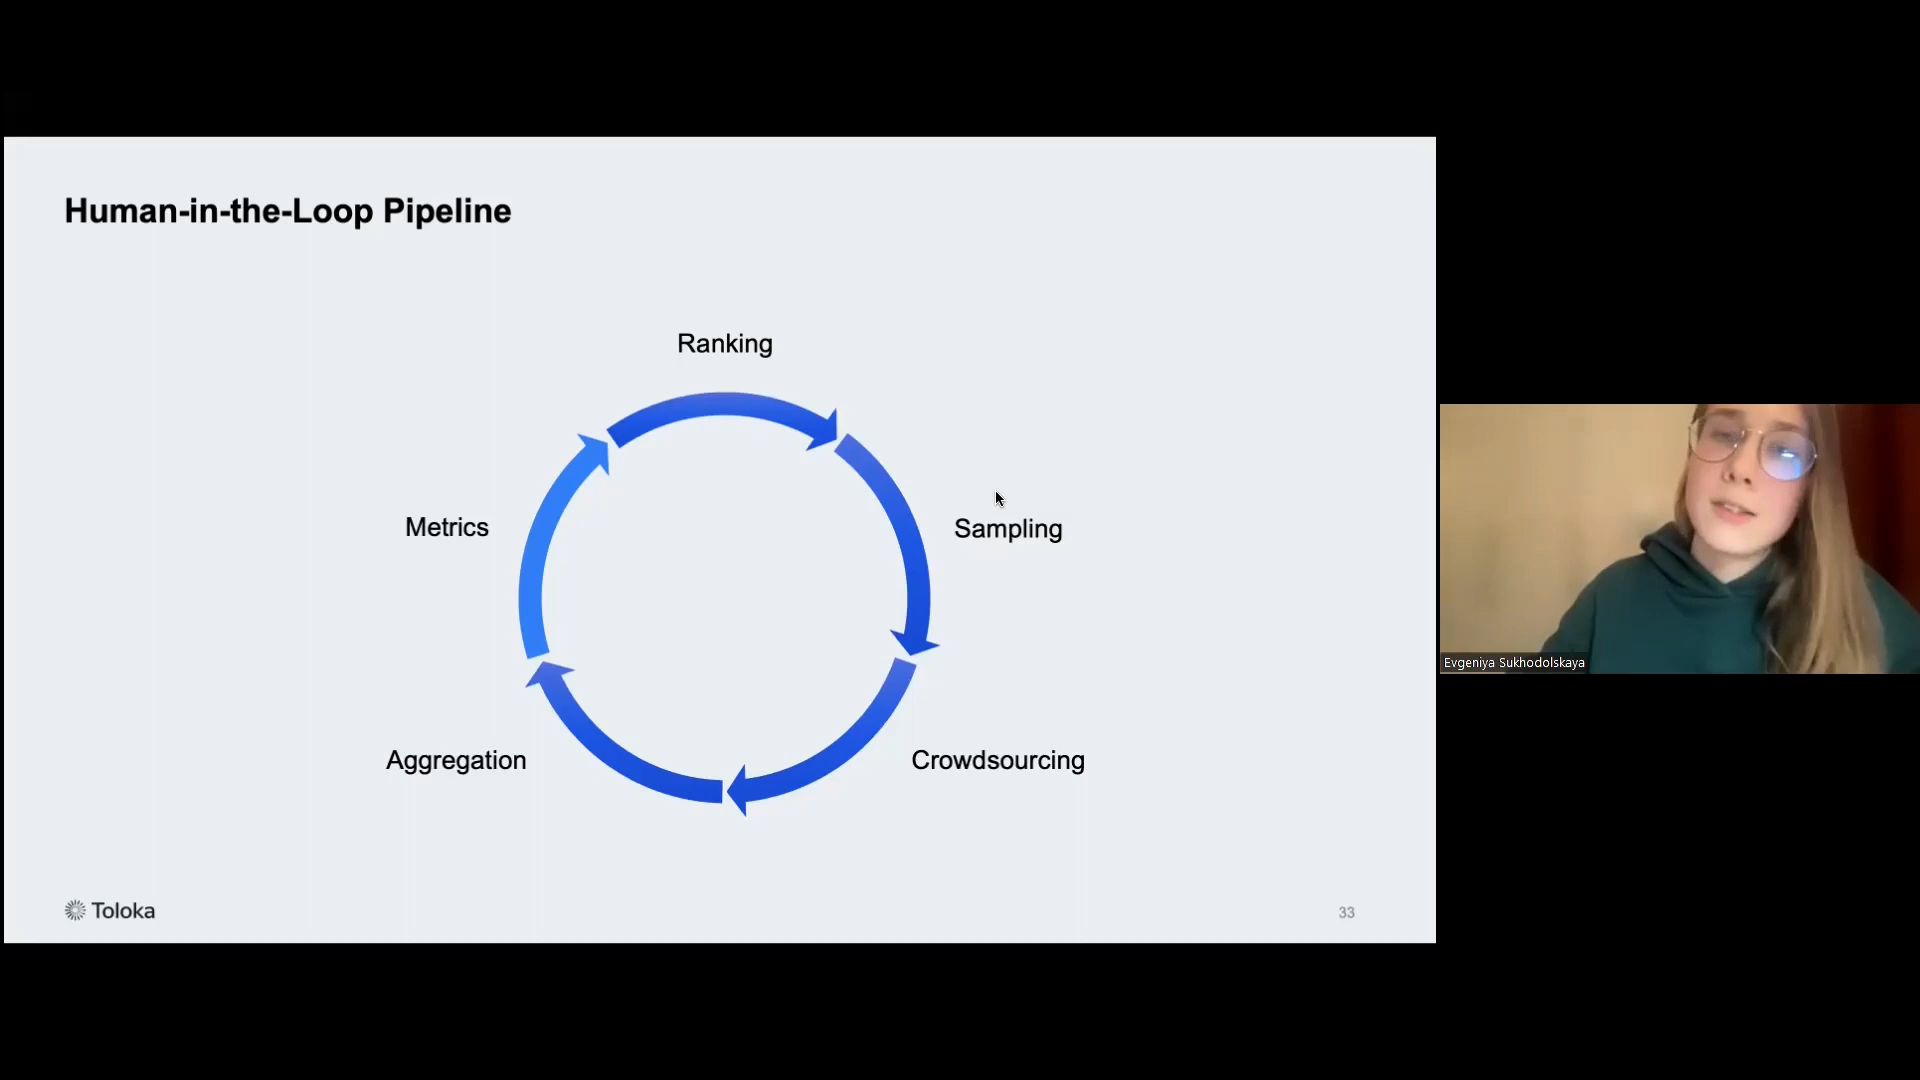 Human-in-the-Loop Pipeline
Ranking
Metrics
Sampling
Aggregation
Crowdsourcing
Toloka
33
Evgeniya Sukhodolskaya